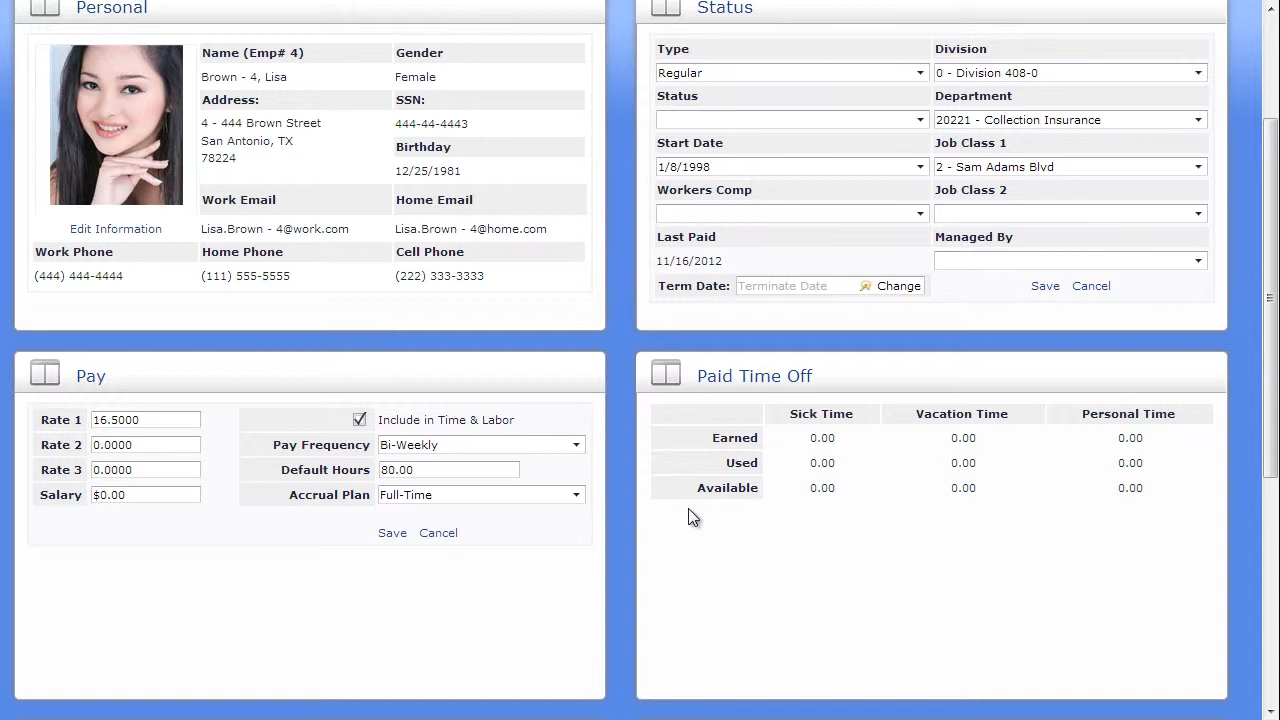 Personal
Name (Emp# 4)
Gender
Brown - 4, Lisa
Female
Address:
SSN:
4 - 444 Brown Street
San Antonio, TX
78224
444-44-4443
Birthday
12/25/1981
Work Email
Home Email
Edit Information
Lisa.Brown - 4@work.com
Lisa.Brown - 4@home.com
Work Phone
Home Phone
Cell Phone
(444) 444-4444
(111) 555-5555
(222) 333-3333
Status
Type
Division
Regular
0 - Division 408-0
Status
Department
20221 - Collection Insurance
Start Date
Job Class 1
1/8/1998
2 - Sam Adams Blvd
Workers Comp
Job Class 2
Last Paid
Managed By
11/16/2012
Term Date:
Terminate Date
Change
Save
Cancel
Pay
Rate 1
16.5000
Include in Time & Labor
Rate 2
0.0000
Pay Frequency
Bi-Weekly
Rate 3
0.0000
Default Hours
80.00
Salary
$0.00
Accrual Plan
Full-Time
Save
Cancel
Paid Time Off
Sick Time
Vacation Time
Personal Time
Earned
0.00
0.00
0.00
Used
0.00
0.00
0.00
Available
0.00
0.00
0.00